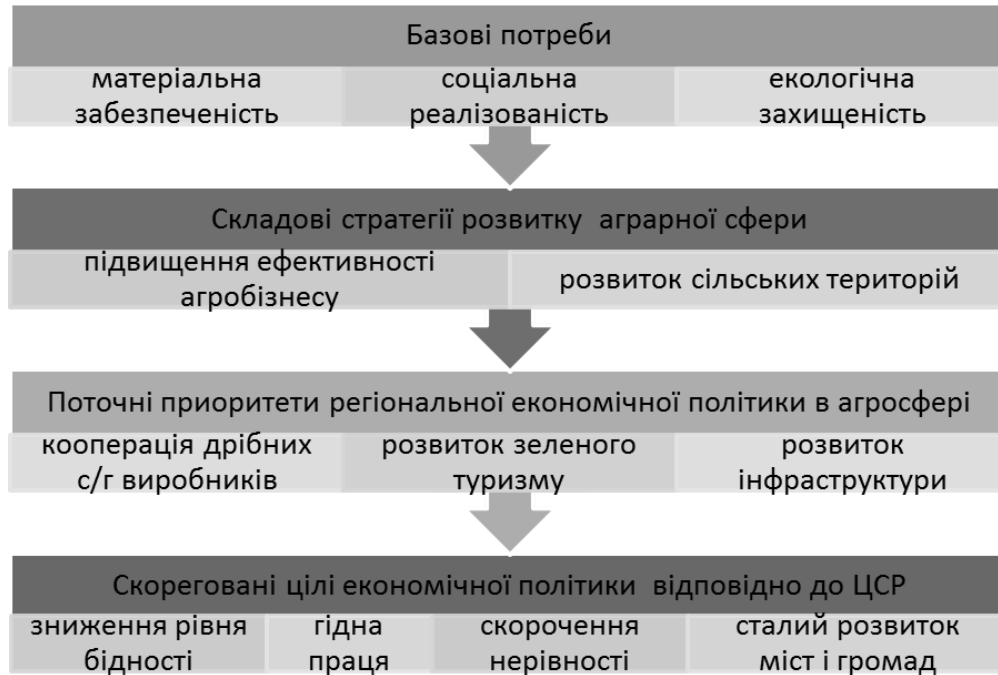 Базові потреби
матеріальна
забезпеченість
соціальна
реалізованість
екологічна
захищеність
Складові стратегії розвитку аграрної сфери
підвищення ефективності
агробізнесу
розвиток сільських територій
Поточні приоритети регіональної економічної політики в агросфері
кооперація дрібних
с/г виробників
розвиток зеленого
туризму
розвиток
інфраструктури
Скореговані цілі економічної політики відповідно до ЦСР
зниження рівня
бідності
гідна
праця
скорочення
нерівності
сталий розвиток
міст і громад